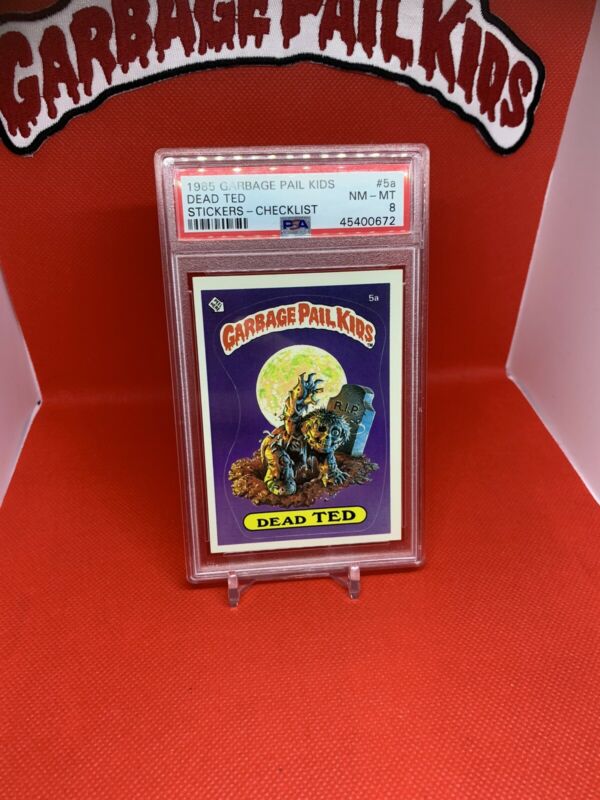 GARBAGE PAIL KIDS
1985 GARBAGE PAIL KIDS #5a
DEAD TED NM-MT
STICKERS-CHECKLIST 8
PSA 45400672
5a
GARBAGE PAIL KIDS
TM
R.I.P.
DEAD TED